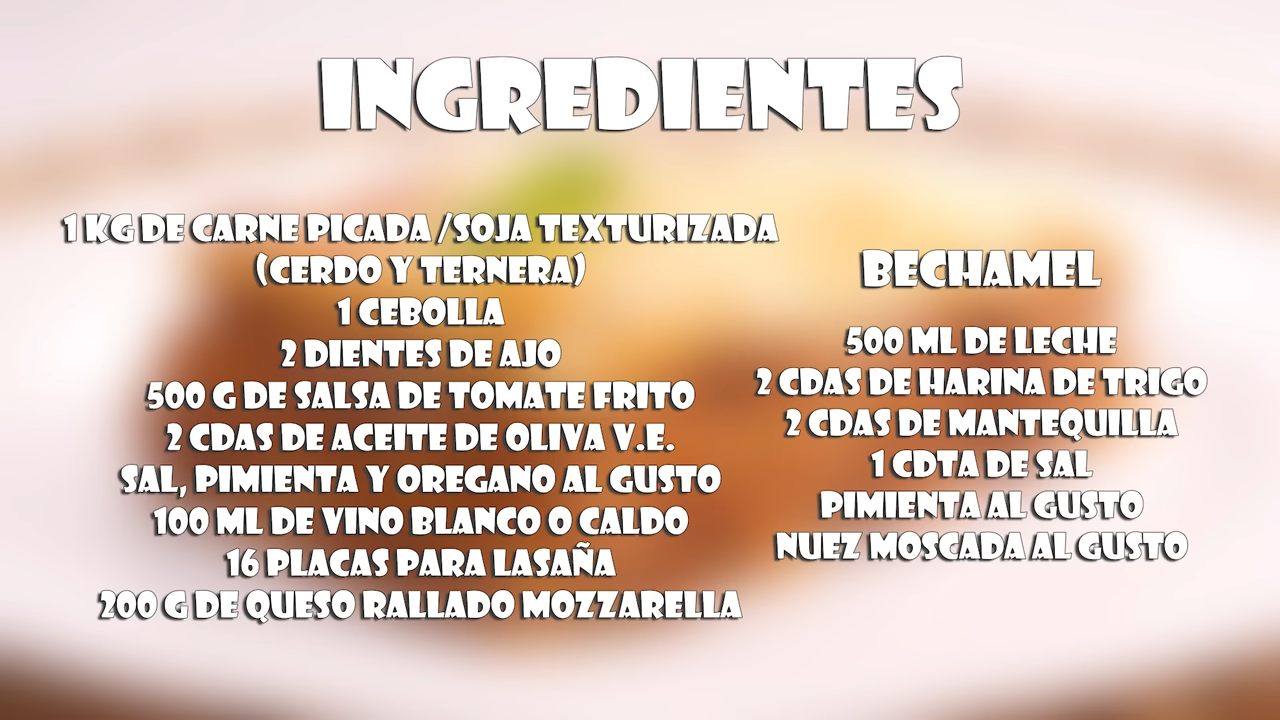 INGREDIENTES
1 KG DE CARNE PICADA /SOJA TEXTURIZADA
(CERDO Y TERNERA)
1 CEBOLLA
2 DIENTES DE AJO
500 G DE SALSA DE TOMATE FRITO
2 CDAS DE ACEITE DE OLIVA V.E.
SAL, PIMIENTA Y OREGANO AL GUSTO
100 ML DE VINO BLANCO O CALDO
16 PLACAS PARA LASAÑA
200 G DE QUESO RALLADO MOZZARELLA
BECHAMEL
500 ML DE LECHE
2 CDAS DE HARINA DE TRIGO
2 CDAS DE MANTEQUILLA
1 CDTA DE SAL
PIMIENTA AL GUSTO
NUEZ MOSCADA AL GUSTO